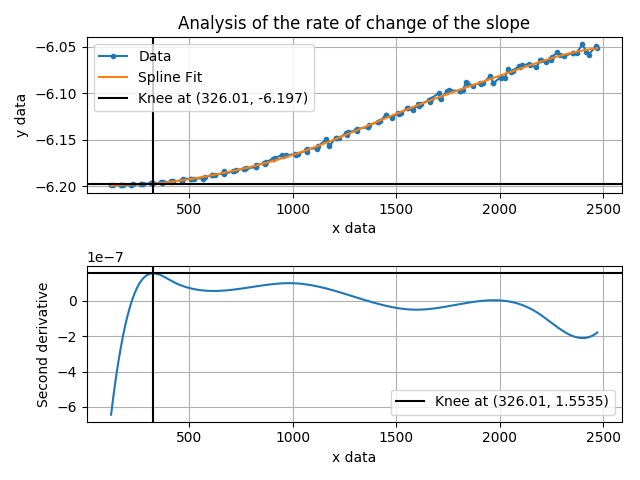 Analysis of the rate of change of the slope
Data
Spline Fit
Knee at (326.01, -6.197)
y data
−6.05
−6.10
−6.15
−6.20
500
1000
1500
2000
2500
x data
1e−7
Second derivative
0
−2
−4
−6
Knee at (326.01, 1.5535)
500
1000
1500
2000
2500
x data